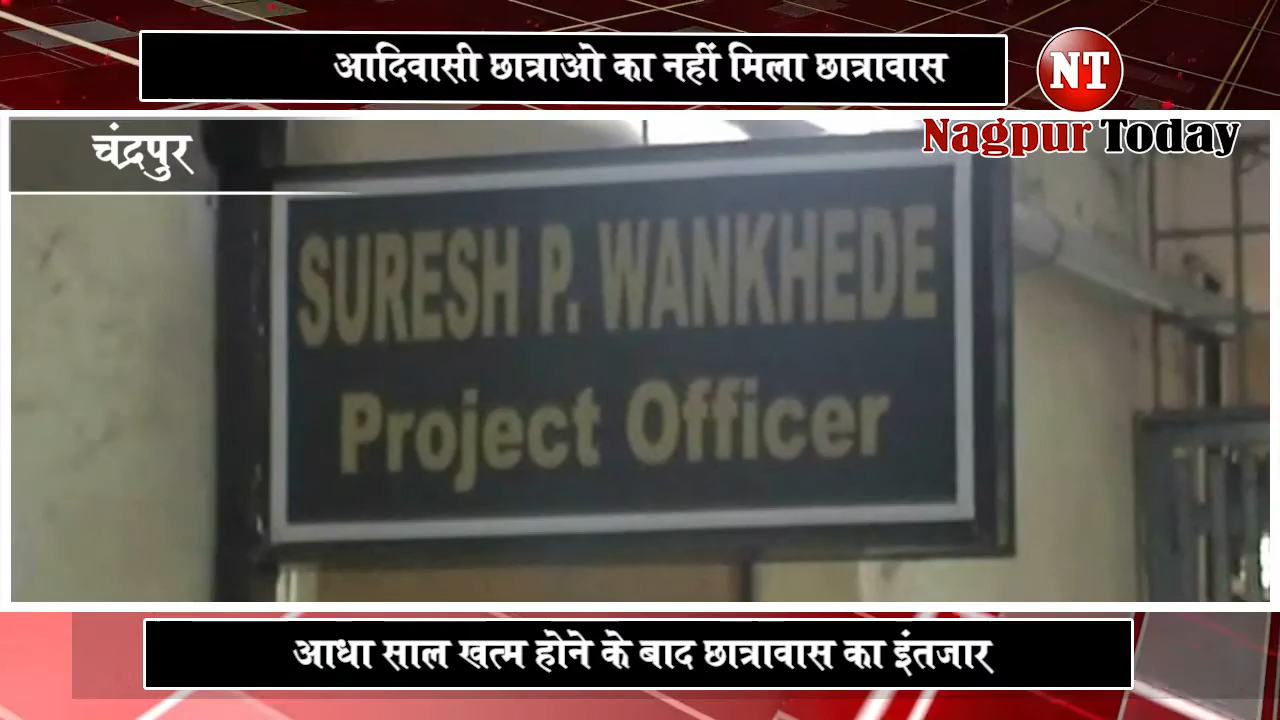 आदिवासी छात्राओ का नहीं मिला छात्रावास
NT
Nagpur Today
चंद्रपुर
SURESH P. WANKHEDE
Project Officer
आधा साल खत्म होने के बाद छात्रावास का इंतजार